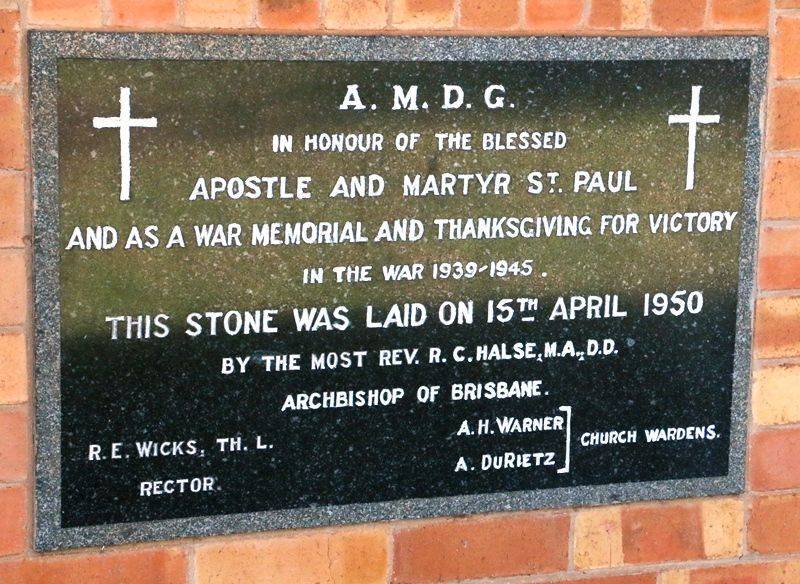 A. M. D. G.
IN HONOUR OF THE BLESSED
APOSTLE AND MARTYR ST. PAUL
AND AS A WAR MEMORIAL AND THANKSGIVING FOR VICTORY
IN THE WAR 1939-1945.
THIS STONE WAS LAID ON 15TH APRIL 1950
BY THE MOST REV. R. C. HALSE, M.A., D.D.
ARCHBISHOP OF BRISBANE.
R. E. WICKS, TH. L.
RECTOR.
A. H. WARNER
A. DURIETZ
CHURCH WARDENS.